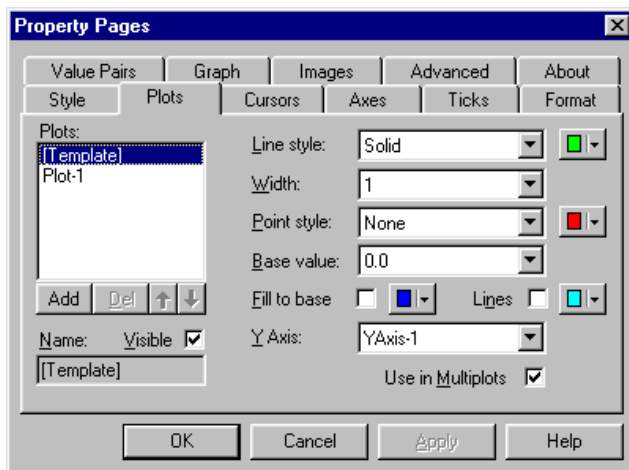 Property Pages
Value Pairs Graph Images Advanced About
Style Plots Cursors Axes Ticks Format
Plots:
[Template]
Plot-1
Add Del
Name: Visible
[Template]
Line style: Solid
Width: 1
Point style: None
Base value: 0.0
Fill to base Lines
Y Axis: YAxis-1
Use in Multiplots
OK Cancel Apply Help